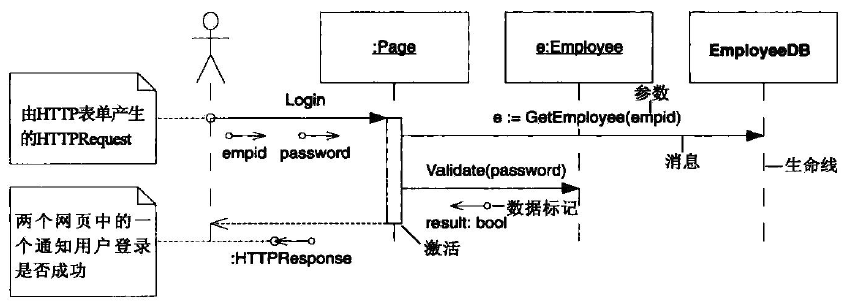 :Page
e:Employee
EmployeeDB
由HTTP表单产生
的HTTPRequest
Login
参数
e := GetEmployee(empid)
empid
password
消息
生命线
Validate(password)
两个网页中的一
个通知用户登录
是否成功
数据标记
result: bool
激活
:HTTPResponse